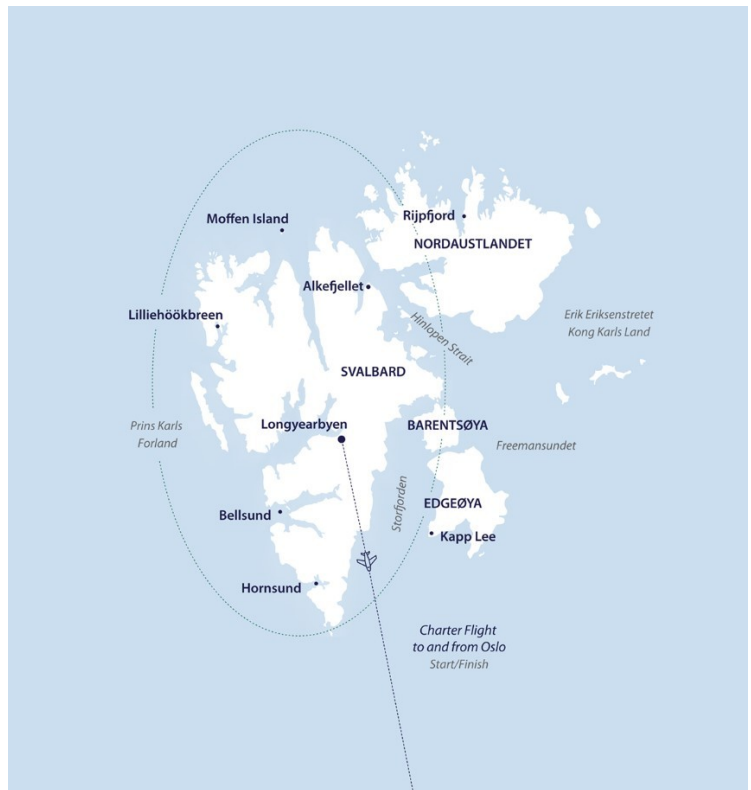 Moffen Island
Rijpfjord
NORDAUSTLANDET
Alkefjellet
Lilliehöökbreen
Hinlopen Strait
Erik Eriksenstretet
Kong Karls Land
SVALBARD
Prins Karls
Forland
Longyearbyen
BARENTSØYA
Freemansundet
Storfjorden
EDGEØYA
Bellsund
Kapp Lee
Hornsund
Charter Flight
to and from Oslo
Start/Finish